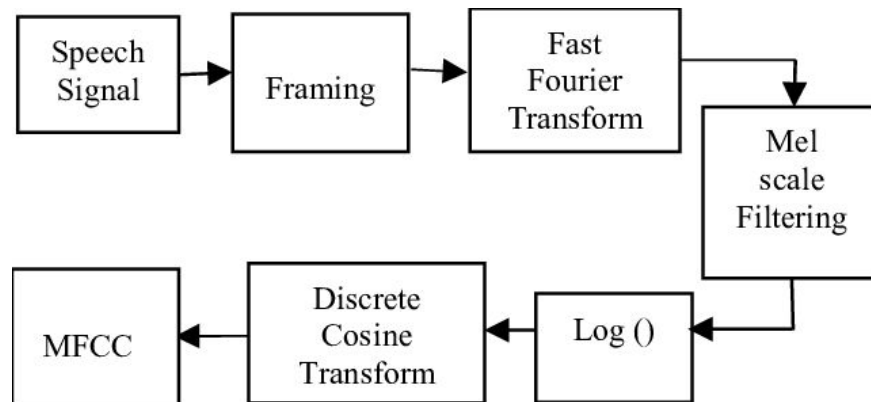 Speech
Signal
Framing
Fast
Fourier
Transform
Mel
scale
Filtering
Log ()
Discrete
Cosine
Transform
MFCC